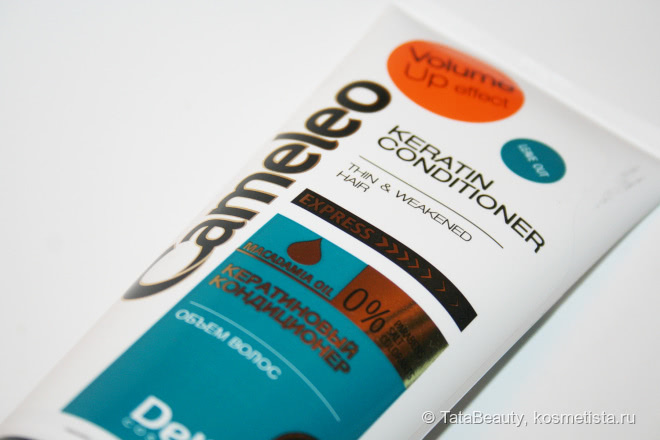 Volume
Up effect
LEAVE OUT
Cameleo
KERATIN
CONDITIONER
THIN & WEAKENED
HAIR
EXPRESS
MACADAMIA OIL
0%
КЕРАТИНОВЫЙ
КОНДИЦИОНЕР
ОБЪЕМ ВОЛОС
© TataBeauty, kosmetista.ru